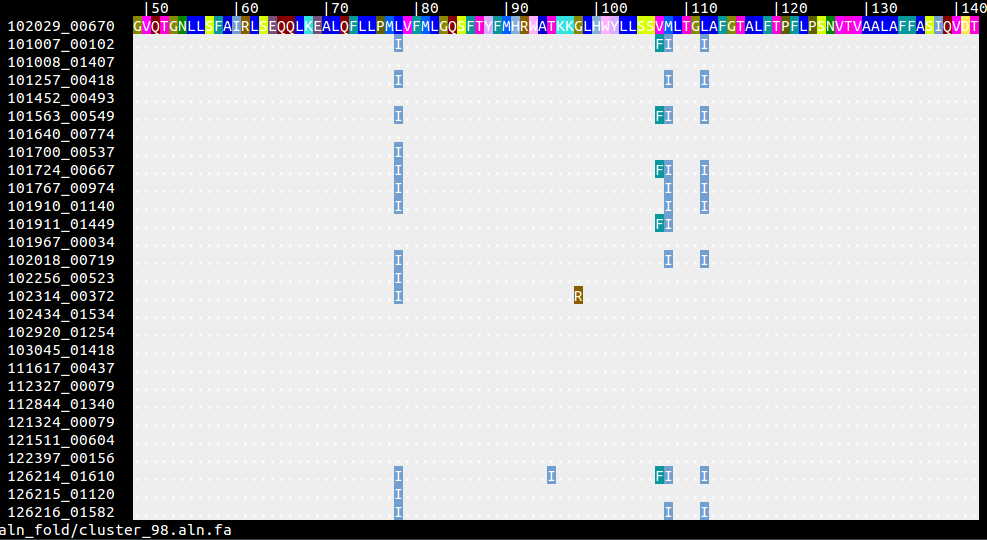 |50 |60 |70 |80 |90 |100 |110 |120 |130 |140
102029_00670 GVQTGNLLSFAIRLSEQQLKEALQFLLPMLVFMLGQSFTYFMHRWATKKGLHWYLLSSVMLTGLAFGTALFTPFLPSNVTVAALAFFASIQVST
101007_00102 I FI I
101008_01407
101257_00418 I I I
101452_00493
101563_00549 I FI I
101640_00774
101700_00537 I
101724_00667 I FI I
101767_00974 I I I
101910_01140 I I I
101911_01449 FI
101967_00034
102018_00719 I I I
102256_00523 I
102314_00372 I R
102434_01534
102920_01254
103045_01418
111617_00437
112327_00079
112844_01340
121324_00079
121511_00604
122397_00156
126214_01610 I I FI I
126215_01120 I
126216_01582 I I I
aln_fold/cluster_98.aln.fa